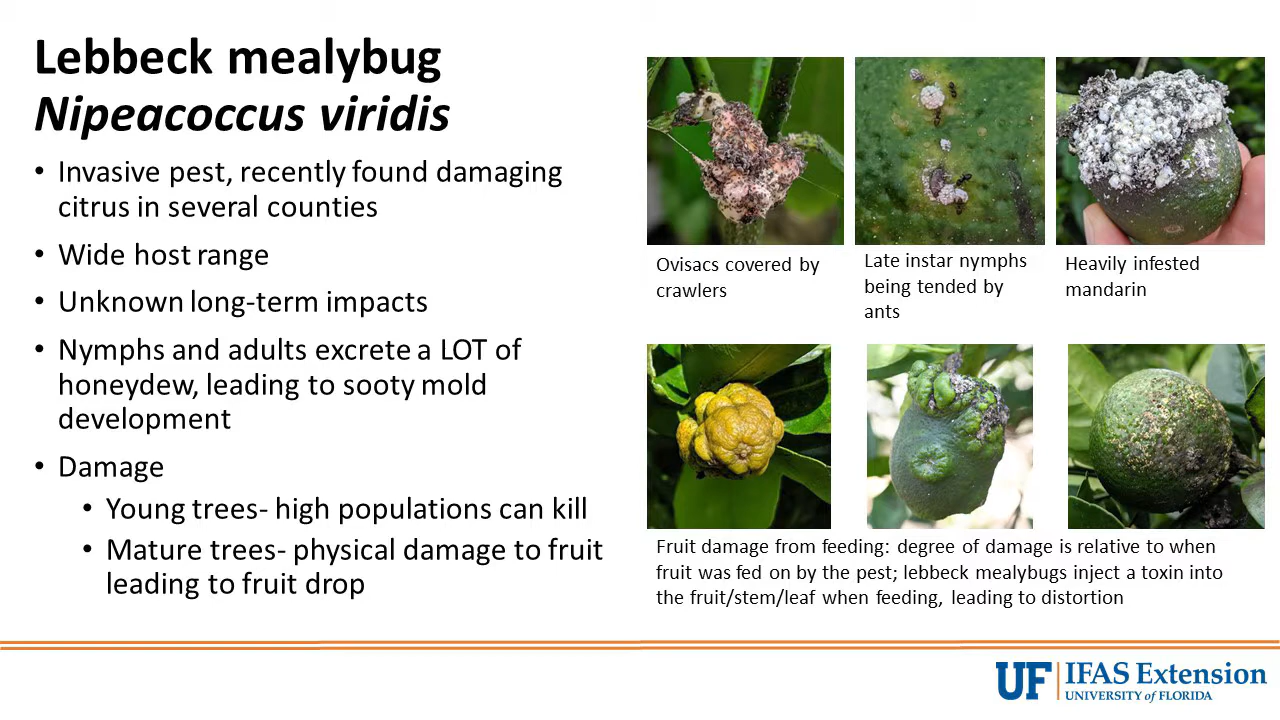 Lebbeck mealybug
Nipeacoccus viridis
• Invasive pest, recently found damaging
citrus in several counties
• Wide host range
• Unknown long-term impacts
• Nymphs and adults excrete a LOT of
honeydew, leading to sooty mold
development
• Damage
• Young trees- high populations can kill
• Mature trees- physical damage to fruit
leading to fruit drop
Ovisacs covered by
crawlers
Late instar nymphs
being tended by
ants
Heavily infested
mandarin
Fruit damage from feeding: degree of damage is relative to when
fruit was fed on by the pest; lebbeck mealybugs inject a toxin into
the fruit/stem/leaf when feeding, leading to distortion
UF IFAS Extension
UNIVERSITY of FLORIDA